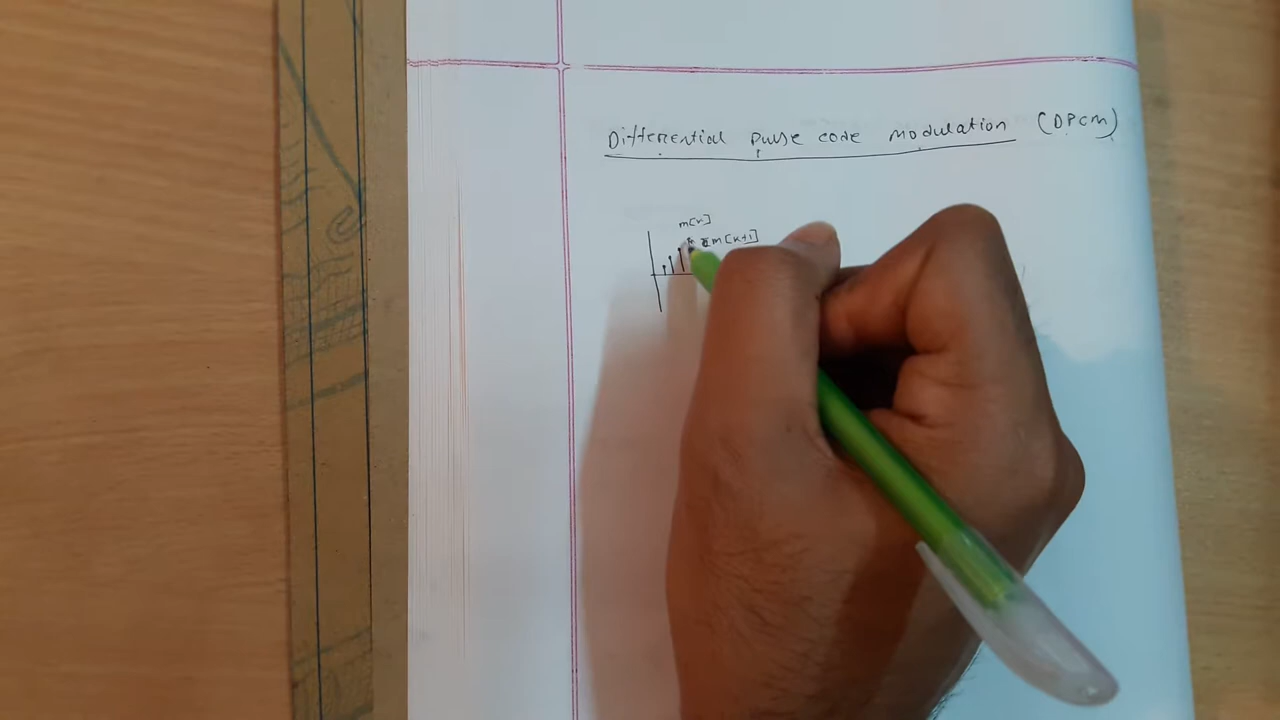 Differential Pulse code modulation (DPCM)
m[k]
m[k+1]